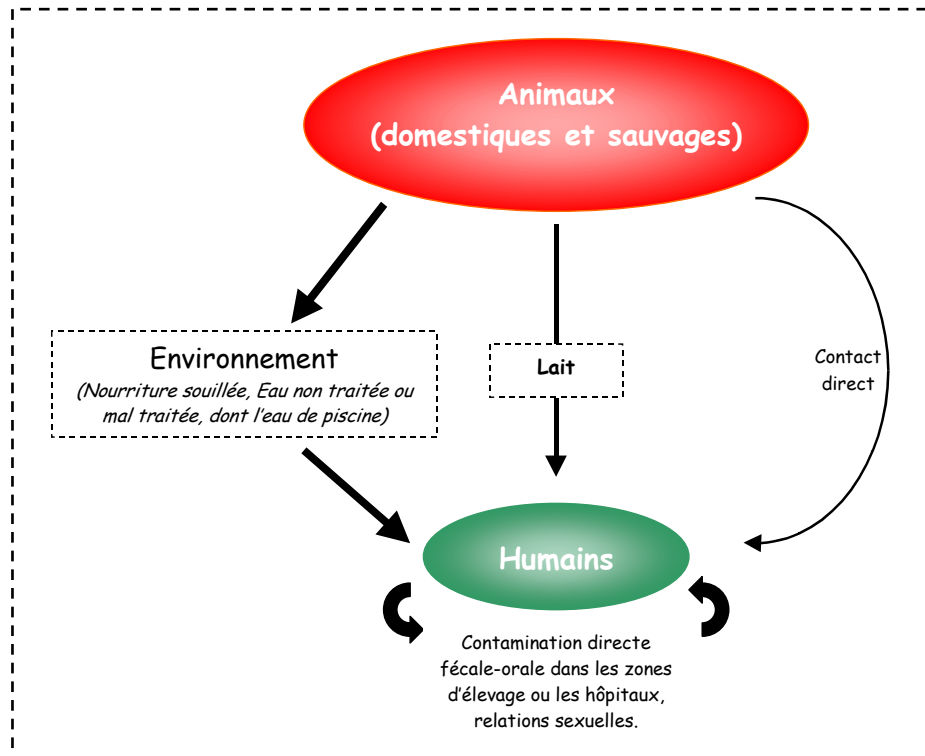 Animaux
(domestiques et sauvages)
Environnement
(Nourriture souillée, Eau non traitée ou
mal traitée, dont l'eau de piscine)
Lait
Contact
direct
Humains
Contamination directe
fécale-orale dans les zones
d'élevage ou les hôpitaux,
relations sexuelles.